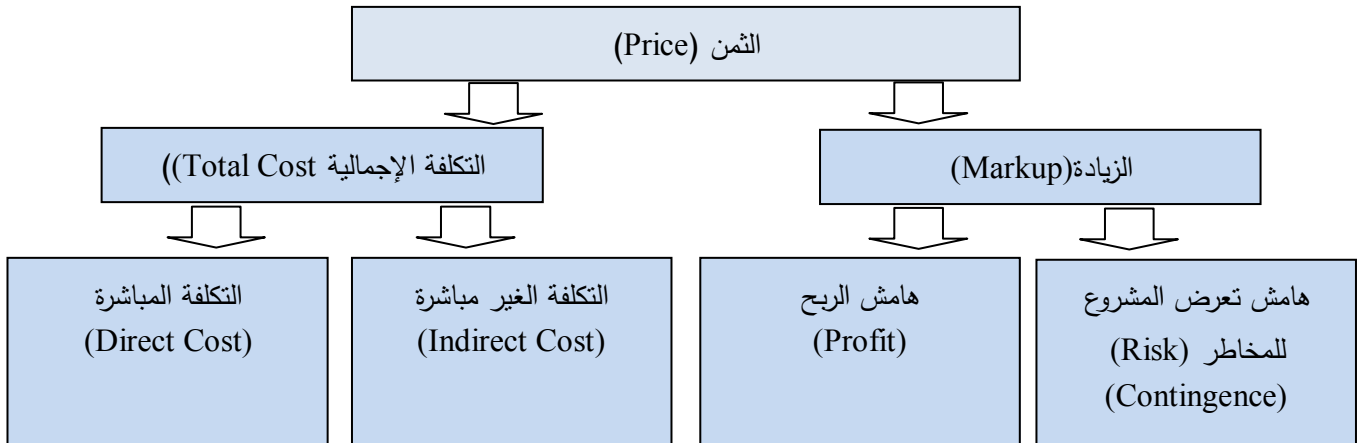 الثمن (Price)
التكلفة الإجمالية Total Cost))
الزيادة(Markup)
التكلفة المباشرة
(Direct Cost)
التكلفة الغير مباشرة
(Indirect Cost)
هامش الربح
(Profit)
هامش تعرض المشروع
للمخاطر (Risk)
(Contingence)